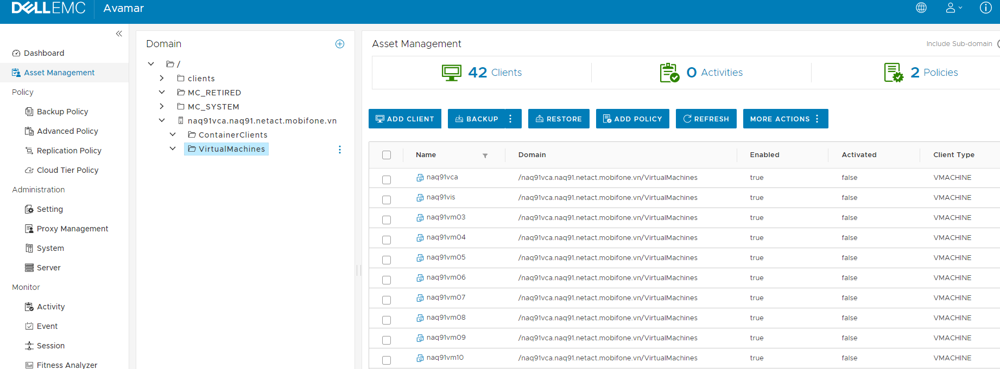 DELLEMC Avamar
Dashboard
Asset Management
Policy
Backup Policy
Advanced Policy
Replication Policy
Cloud Tier Policy
Administration
Setting
Proxy Management
System
Server
Monitor
Activity
Event
Session
Fitness Analyzer
Domain
/
clients
MC_RETIRED
MC_SYSTEM
naq91vca.naq91.netact.mobifone.vn
ContainerClients
VirtualMachines
Asset Management
Include Sub-domain
42 Clients
0 Activities
2 Policies
ADD CLIENT BACKUP RESTORE ADD POLICY REFRESH MORE ACTIONS
Name Domain Enabled Activated Client Type
naq91vca /naq91vca.naq91.netact.mobifone.vn/VirtualMachines true false VMACHINE
naq91vis /naq91vca.naq91.netact.mobifone.vn/VirtualMachines true false VMACHINE
naq91vm03 /naq91vca.naq91.netact.mobifone.vn/VirtualMachines true false VMACHINE
naq91vm04 /naq91vca.naq91.netact.mobifone.vn/VirtualMachines true false VMACHINE
naq91vm05 /naq91vca.naq91.netact.mobifone.vn/VirtualMachines true false VMACHINE
naq91vm06 /naq91vca.naq91.netact.mobifone.vn/VirtualMachines true false VMACHINE
naq91vm07 /naq91vca.naq91.netact.mobifone.vn/VirtualMachines true false VMACHINE
naq91vm08 /naq91vca.naq91.netact.mobifone.vn/VirtualMachines true false VMACHINE
naq91vm09 /naq91vca.naq91.netact.mobifone.vn/VirtualMachines true false VMACHINE
naq91vm10 /naq91vca.naq91.netact.mobifone.vn/VirtualMachines true false VMACHINE